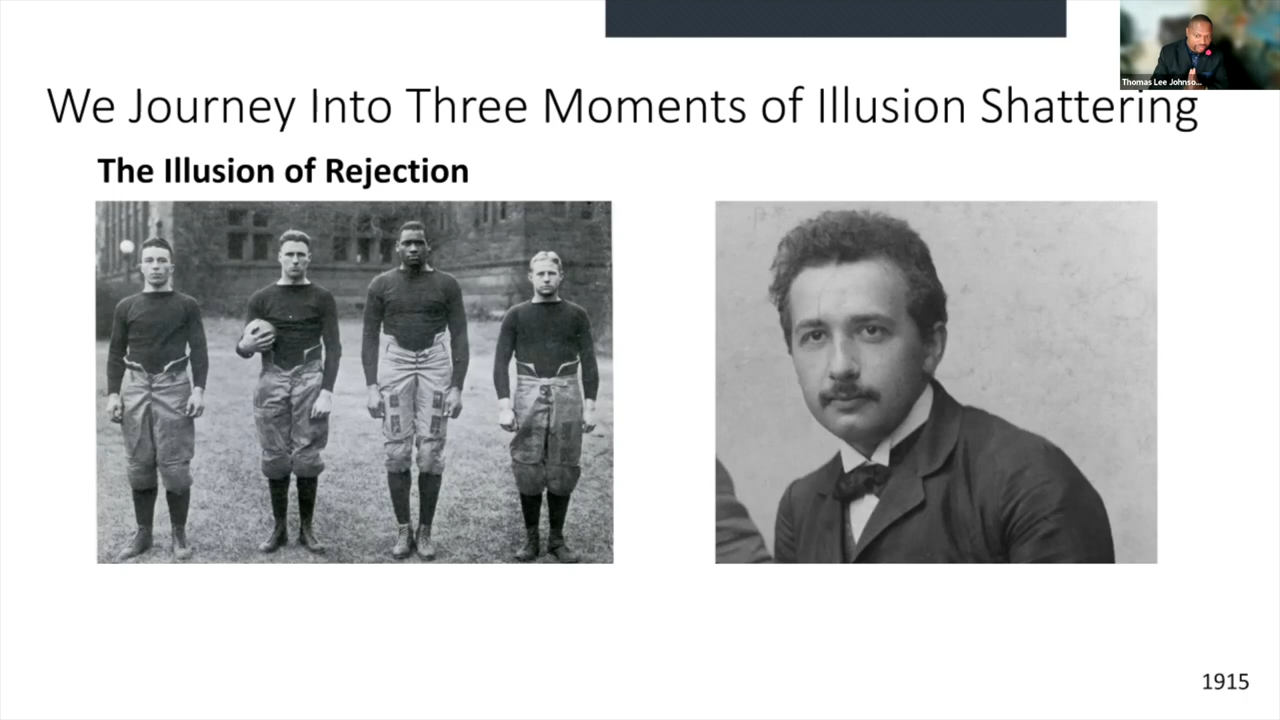 Thomas Lee Johnso...
We Journey Into Three Moments of Illusion Shattering
The Illusion of Rejection
1915